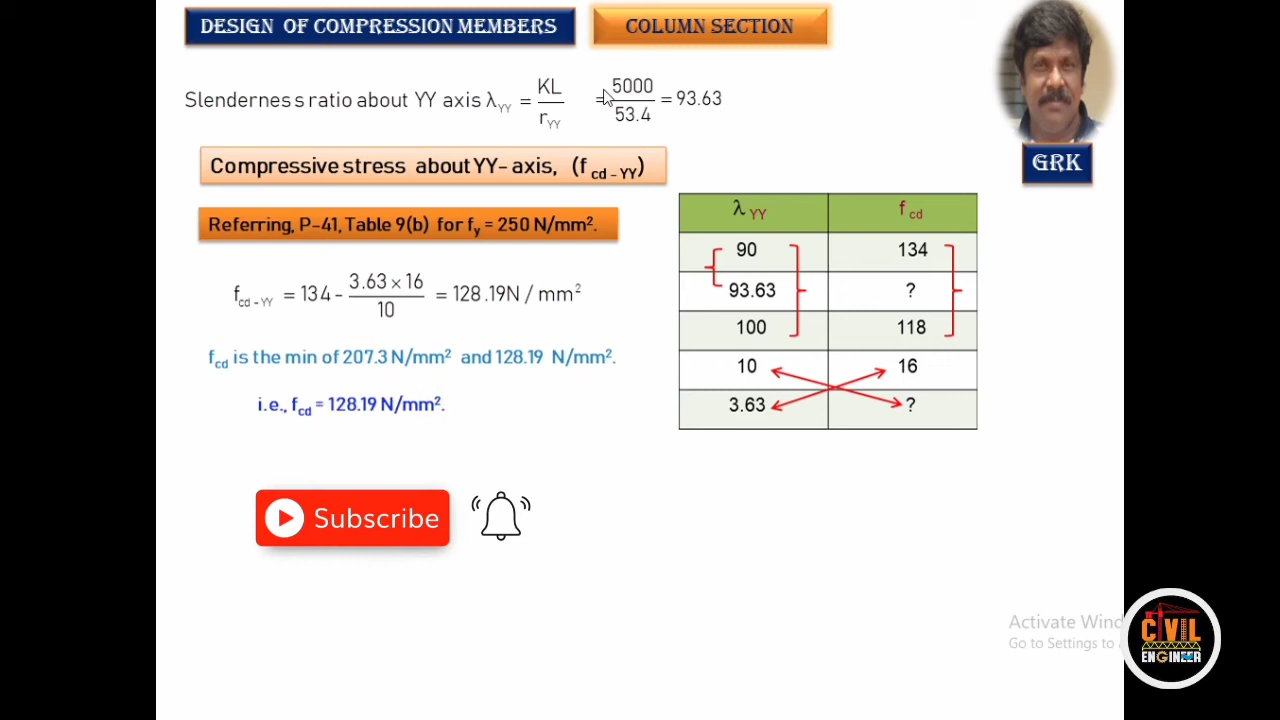 DESIGN OF COMPRESSION MEMBERS
COLUMN SECTION
Slenderness ratio about YY axis λYY = KL / rYY = 5000 / 53.4 = 93.63
GRK
Compressive stress about YY- axis, (f cd - YY)
Referring, P-41, Table 9(b) for fy = 250 N/mm².
fcd - YY = 134 - 3.63 × 16 / 10 = 128.19N / mm²
fcd is the min of 207.3 N/mm² and 128.19 N/mm².
i.e., fcd = 128.19 N/mm².
λ YY f cd
90 134
93.63 ?
100 118
10 16
3.63 ?
Subscribe
Activate Wind
Go to Settings to
CIVIL
ENGINEER